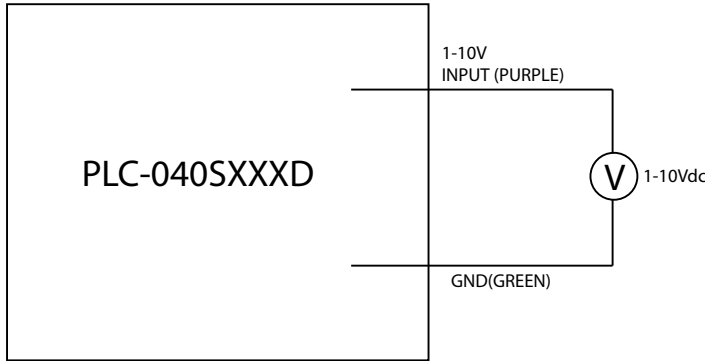 1-10V
INPUT (PURPLE)
PLC-040SXXXD
V
1-10Vdc
GND(GREEN)